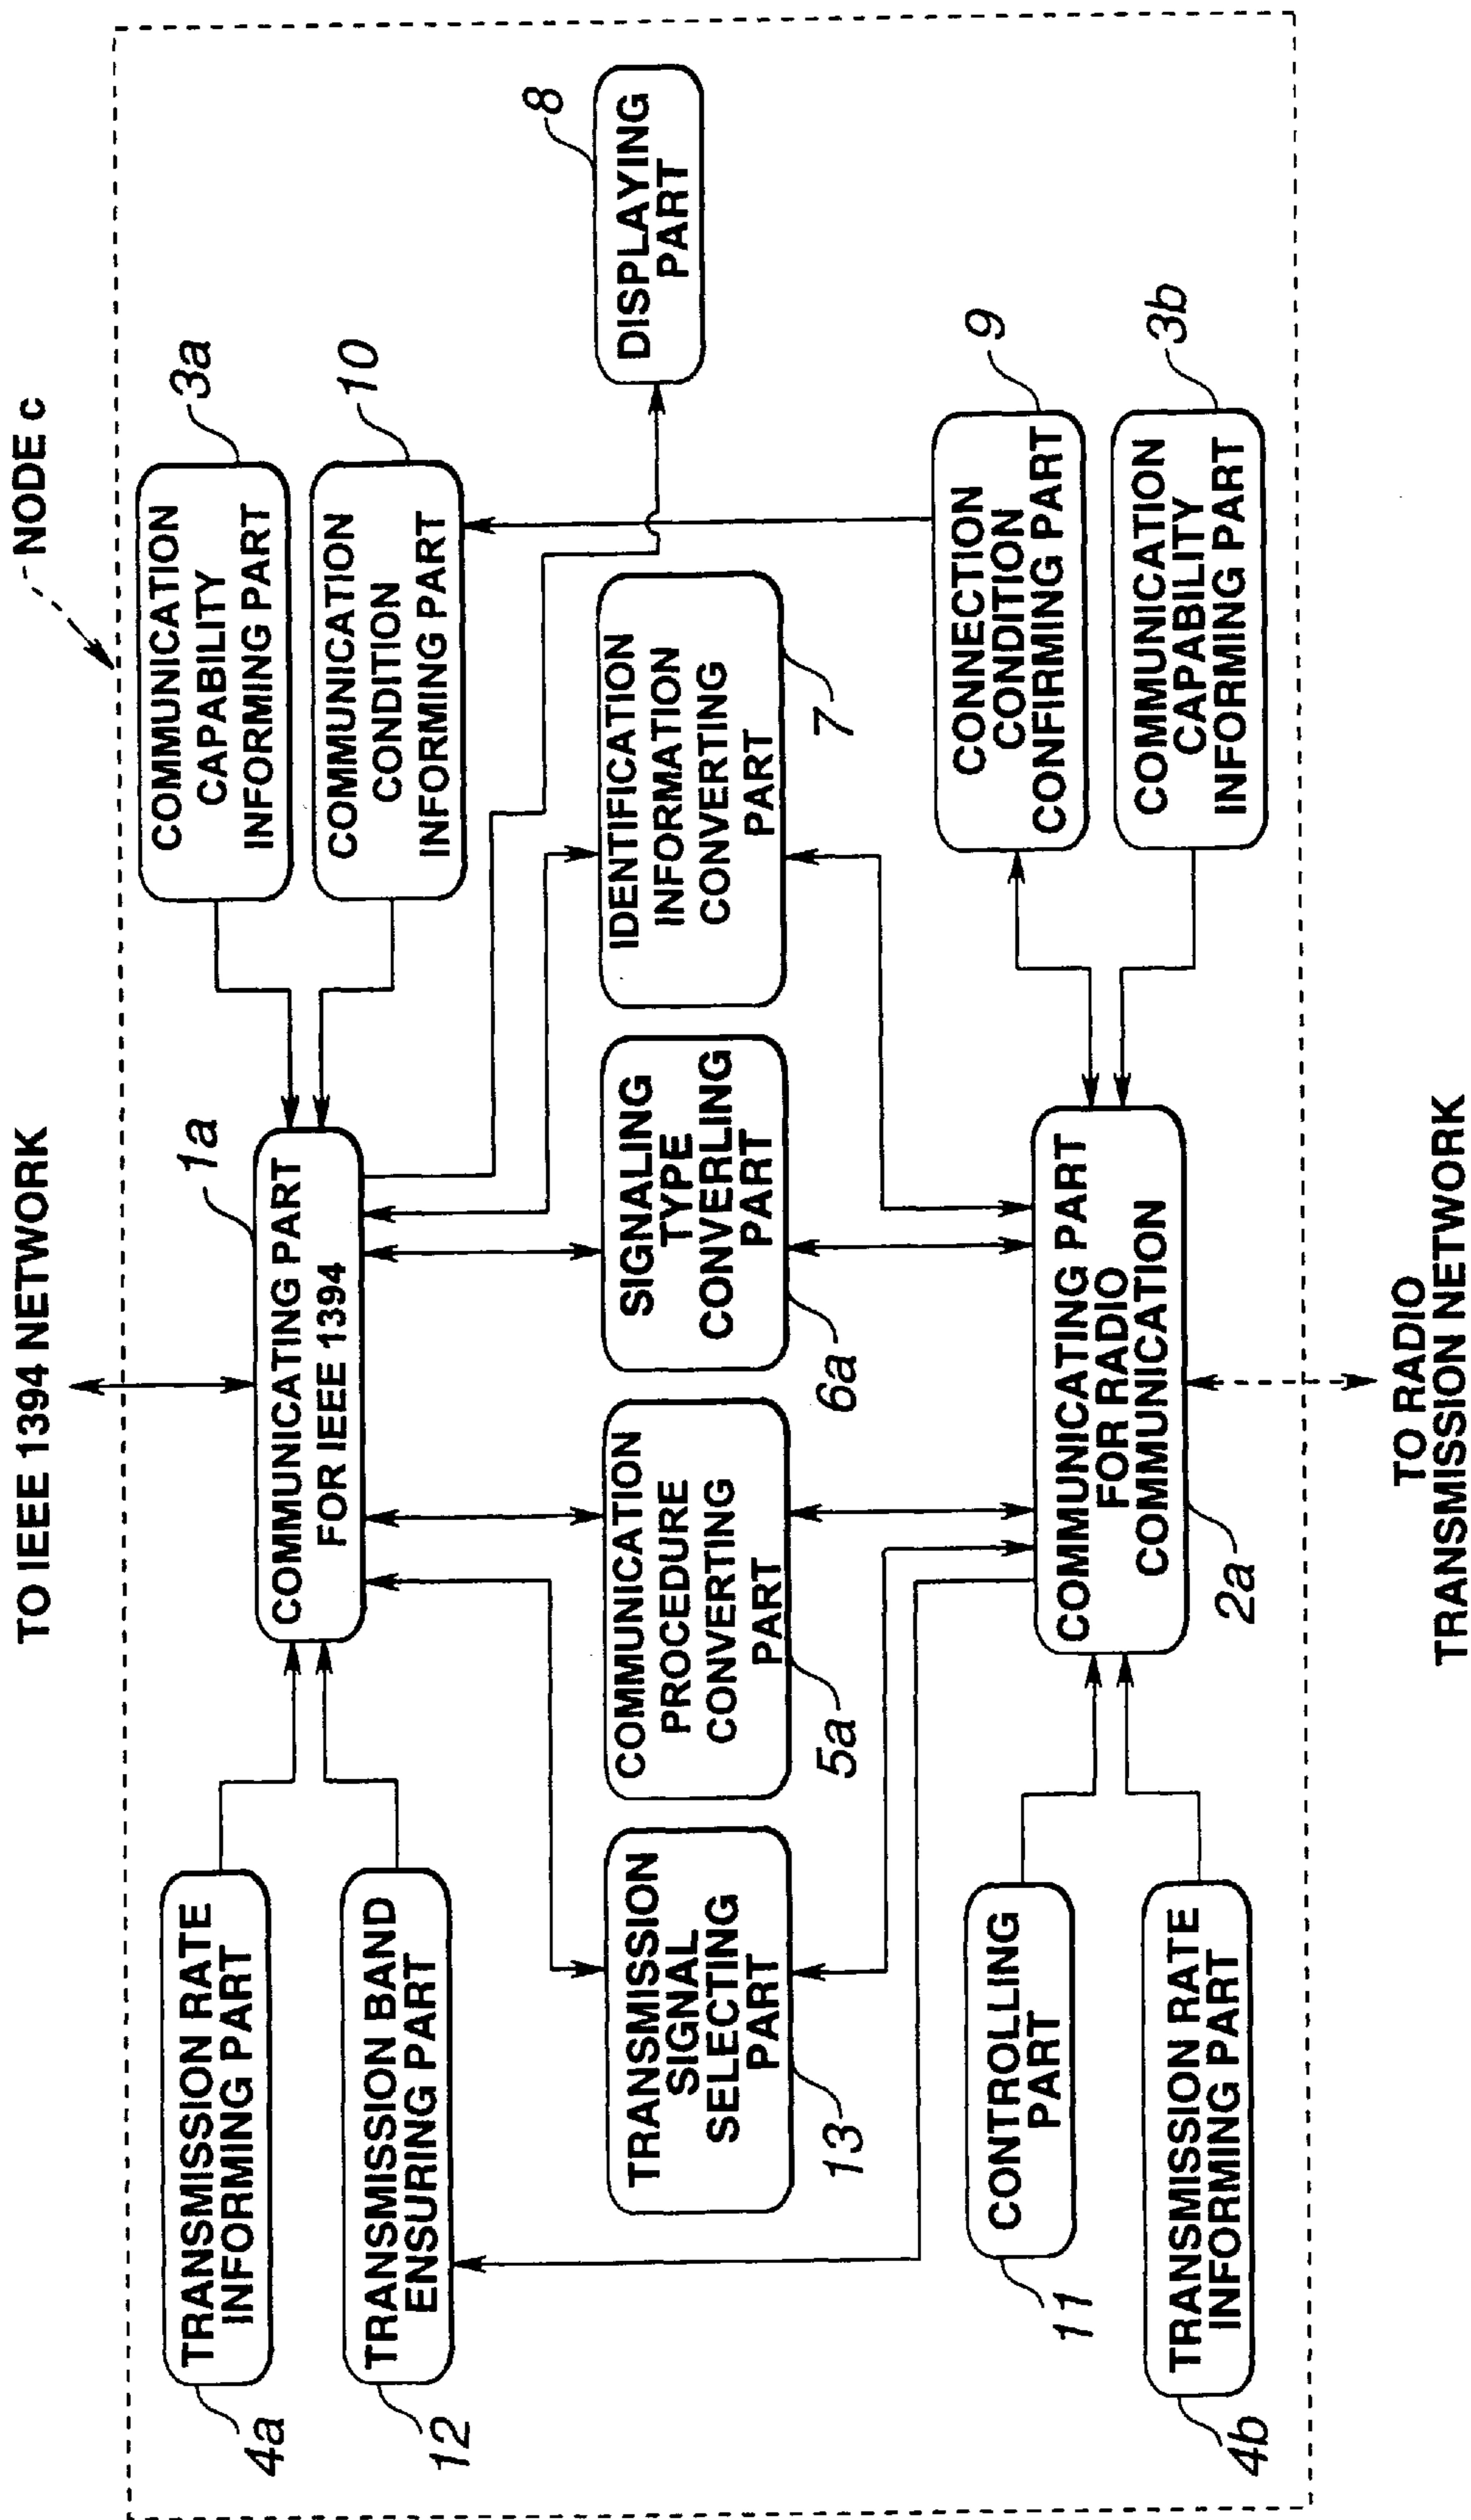 TO IEEE 1394 NETWORK
NODE c
4a
TRANSMISSION RATE
INFORMING PART
12
TRANSMISSION BAND
ENSURING PART
1a
COMMUNICATING PART
FOR IEEE 1394
3a
COMMUNICATION
CAPABILITY
INFORMING PART
10
COMMUNICATION
CONDITION
INFORMING PART
8
DISPLAYING
PART
TRANSMISSION
SIGNAL
SELECTING
PART
13
COMMUNICATION
PROCEDURE
CONVERTING
PART
5a
SIGNALING
TYPE
CONVERLING
PART
6a
IDENTIFICATION
INFORMATION
CONVERTING
PART
7
CONTROLLING
PART
11
TRANSMISSION RATE
INFORMING PART
4b
COMMUNICATING PART
FOR RADIO
COMMUNICATION
2a
9
CONNECTION
CONDITION
CONFIRMING PART
3b
COMMUNICATION
CAPABILITY
INFORMING PART
TO RADIO
TRANSMISSION NETWORK